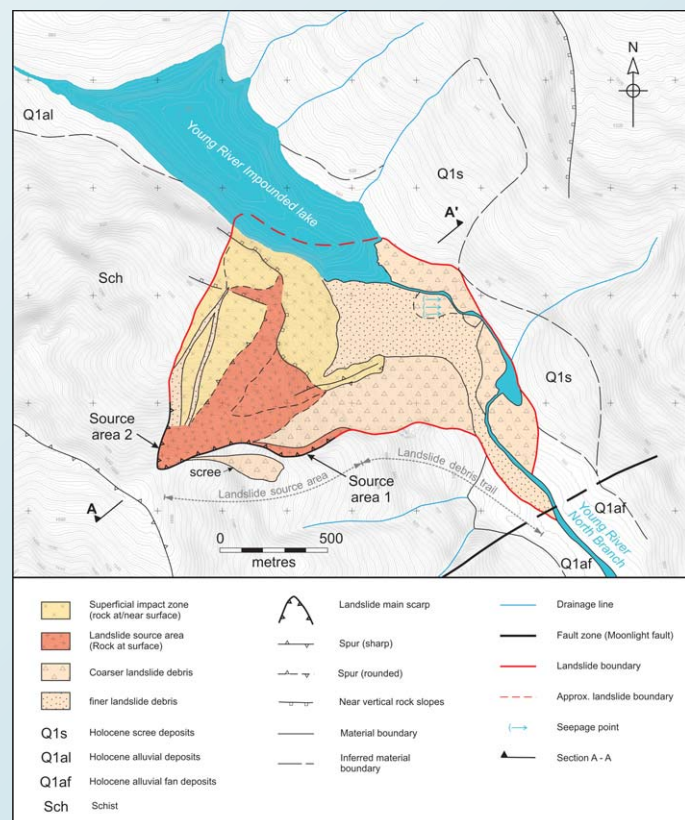 N
Q1al
Young River Impounded lake
Q1s
A'
Sch
Q1s
Source
area 2
scree
Landslide source area
Landslide debris trail
Source
area 1
A
Q1af
Young River
North Branch
Q1af
0 500
metres
Superficial impact zone
(rock at/near surface)
Landslide source area
(Rock at surface)
Coarser landslide debris
finer landslide debris
Q1s Holocene scree deposits
Q1al Holocene alluvial deposits
Q1af Holocene alluvial fan deposits
Sch Schist
Landslide main scarp
Spur (sharp)
Spur (rounded)
Near vertical rock slopes
Material boundary
Inferred material
boundary
Drainage line
Fault zone (Moonlight fault)
Landslide boundary
Approx. landslide boundary
Seepage point
Section A - A